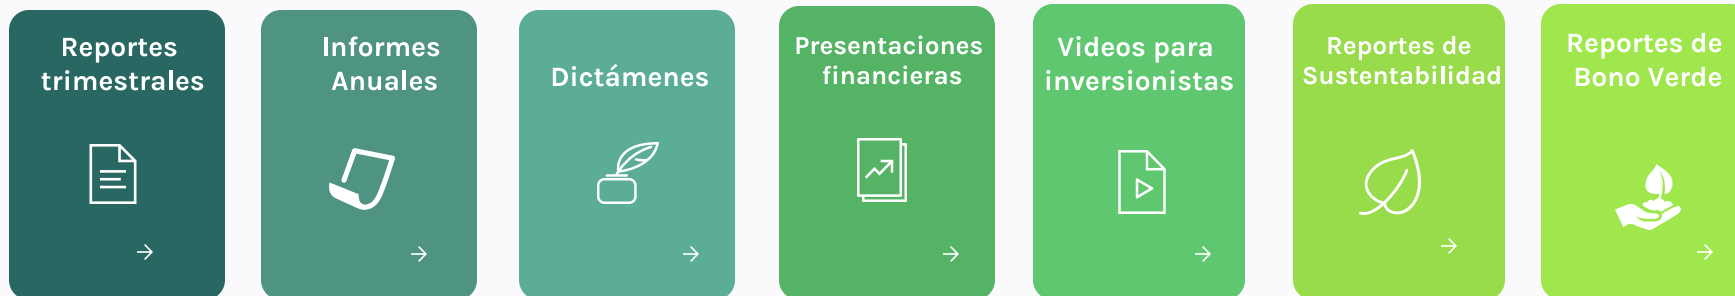 Reportes
trimestrales
Informes
Anuales
Dictámenes
Presentaciones
financieras
Videos para
inversionistas
Reportes de
Sustentabilidad
Reportes de
Bono Verde